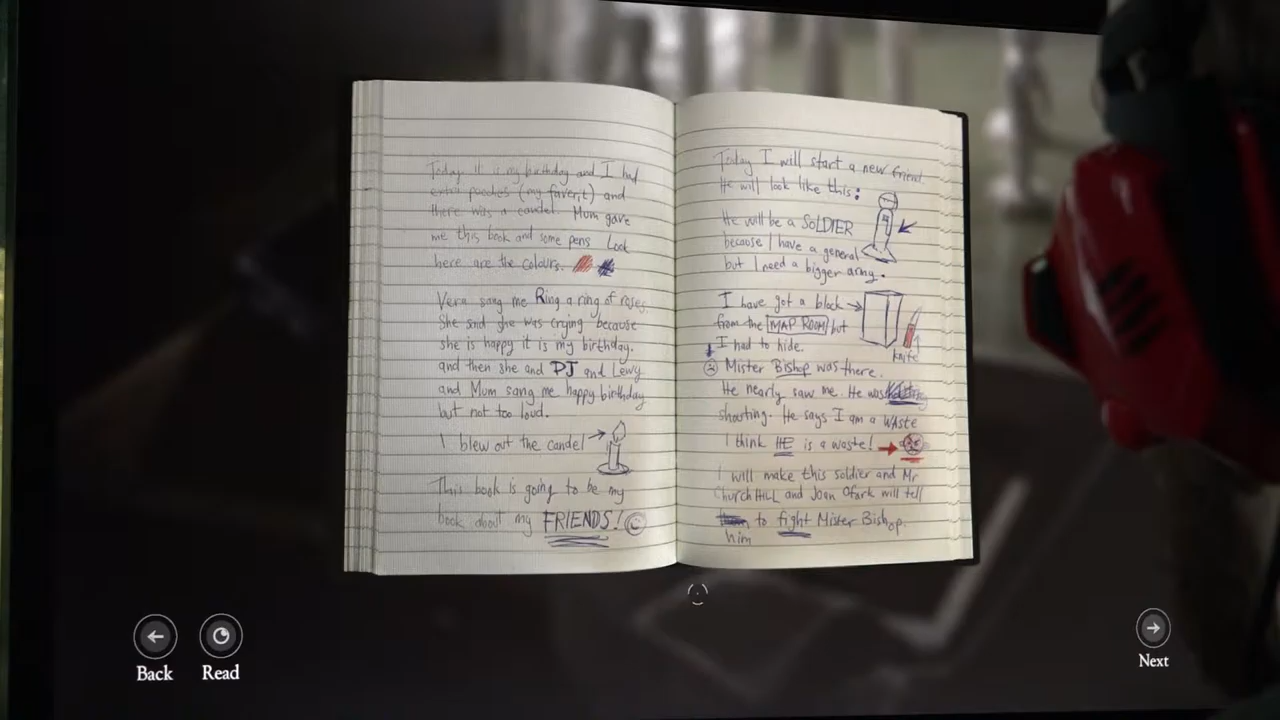 Today it is my birthday and I had
extra peaches (my faverit) and
there was a candel. Mum gave
me this book and some pens Look
here are the colours.
Vera sang me Ring a ring of roses.
She said she was crying because
she is happy it is my birthday.
and then she and DJ and Lewy
and Mum sang me happy birthday
but not too loud.
I blew out the candel
This book is going to be my
book about my FRIENDS!
Today I will start a new friend.
He will look like this:
He will be a SOLDIER
because I have a general
but I need a bigger army.
I have got a block
from the MAP ROOM but
I had to hide.
knife
Mister Bishop was there.
He nearly saw me. He was
shouting. He says I am a WAste
I think HE is a waste!
I will make this soldier and Mr
ChurchHiLL and Joan Ofark will tell
to fight Mister Bishop.
him
Back
Read
Next